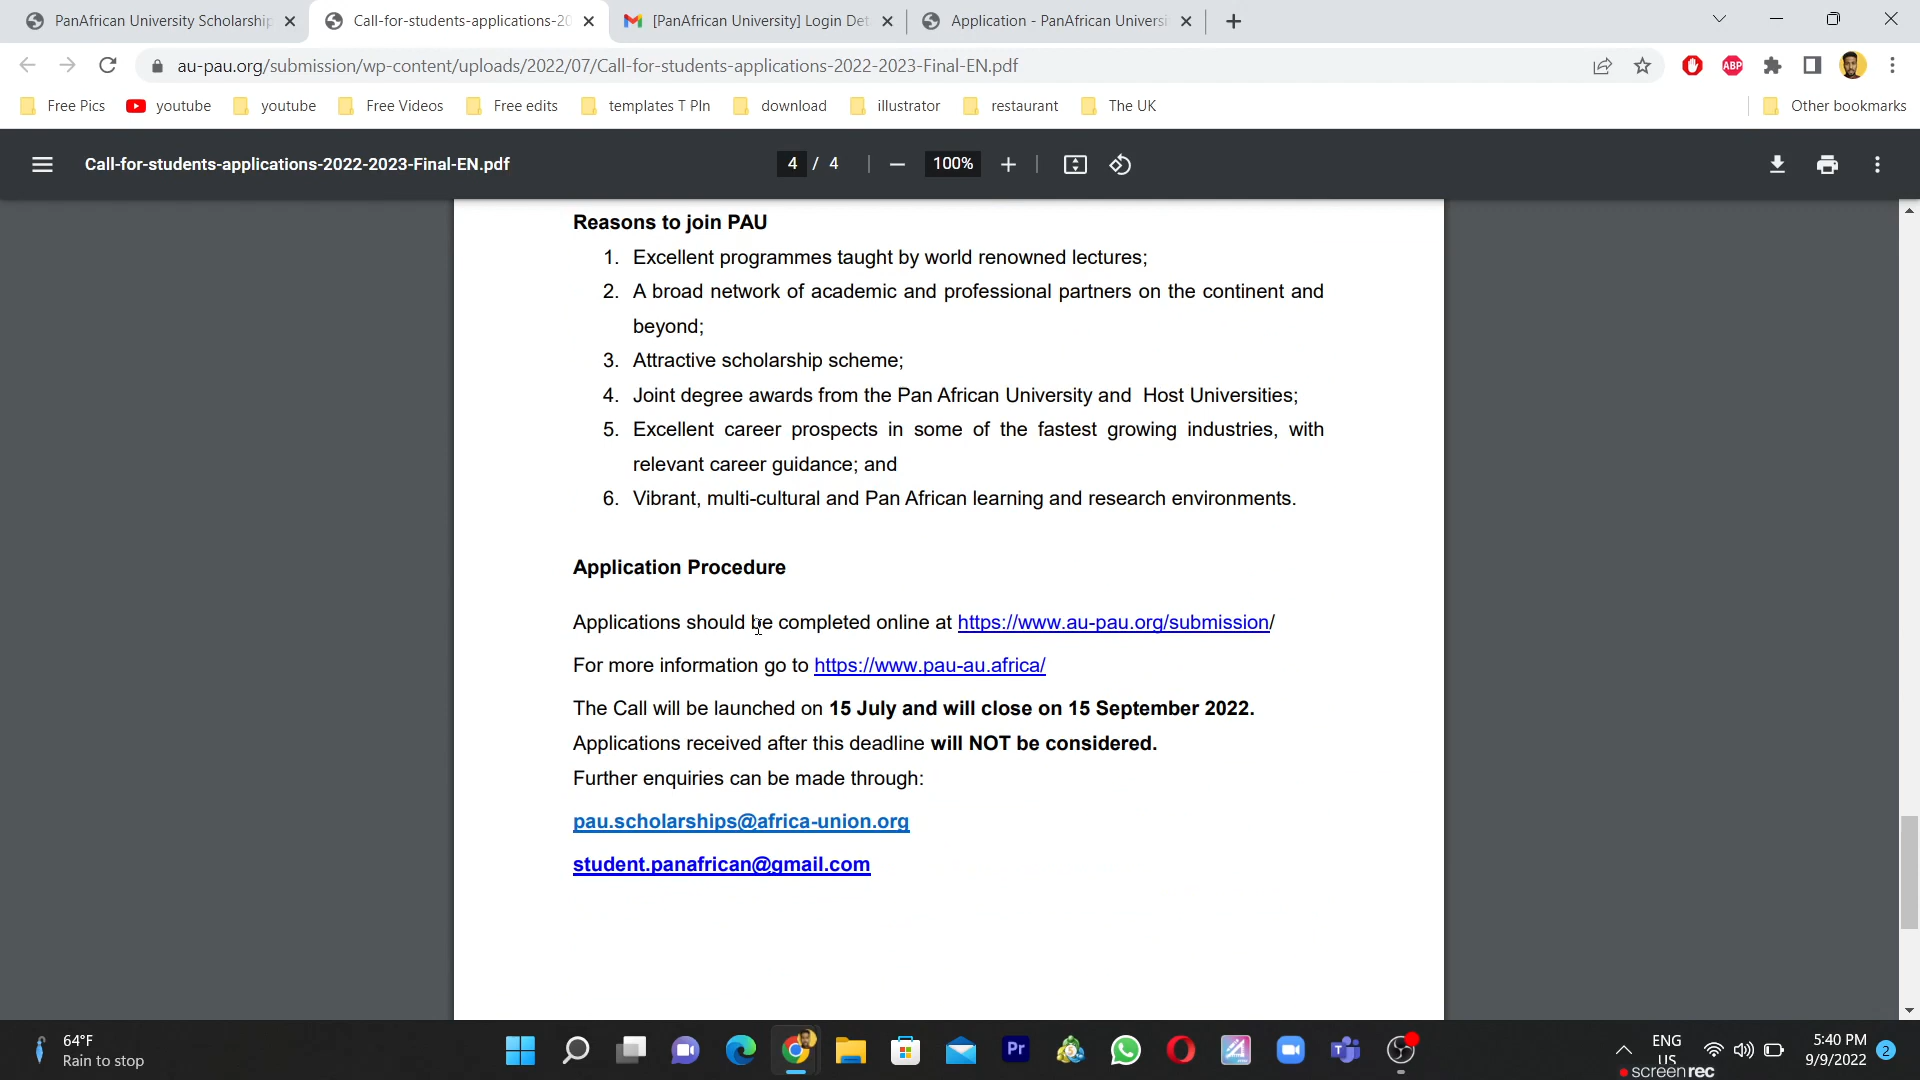 PanAfrican University Scholarship
Call-for-students-applications-20
[PanAfrican University] Login Det
Application - PanAfrican Universi
au-pau.org/submission/wp-content/uploads/2022/07/Call-for-students-applications-2022-2023-Final-EN.pdf
ABP
Free Pics
youtube
youtube
Free Videos
Free edits
templates T Pln
download
illustrator
restaurant
The UK
Other bookmarks
Call-for-students-applications-2022-2023-Final-EN.pdf
4 / 4
100%
Reasons to join PAU
1. Excellent programmes taught by world renowned lectures;
2. A broad network of academic and professional partners on the continent and
beyond;
3. Attractive scholarship scheme;
4. Joint degree awards from the Pan African University and Host Universities;
5. Excellent career prospects in some of the fastest growing industries, with
relevant career guidance; and
6. Vibrant, multi-cultural and Pan African learning and research environments.
Application Procedure
Applications should be completed online at https://www.au-pau.org/submission/
For more information go to https://www.pau-au.africa/
The Call will be launched on 15 July and will close on 15 September 2022.
Applications received after this deadline will NOT be considered.
Further enquiries can be made through:
pau.scholarships@africa-union.org
student.panafrican@gmail.com
64°F
Rain to stop
Pr
ENG
US
5:40 PM
9/9/2022
2
screen rec